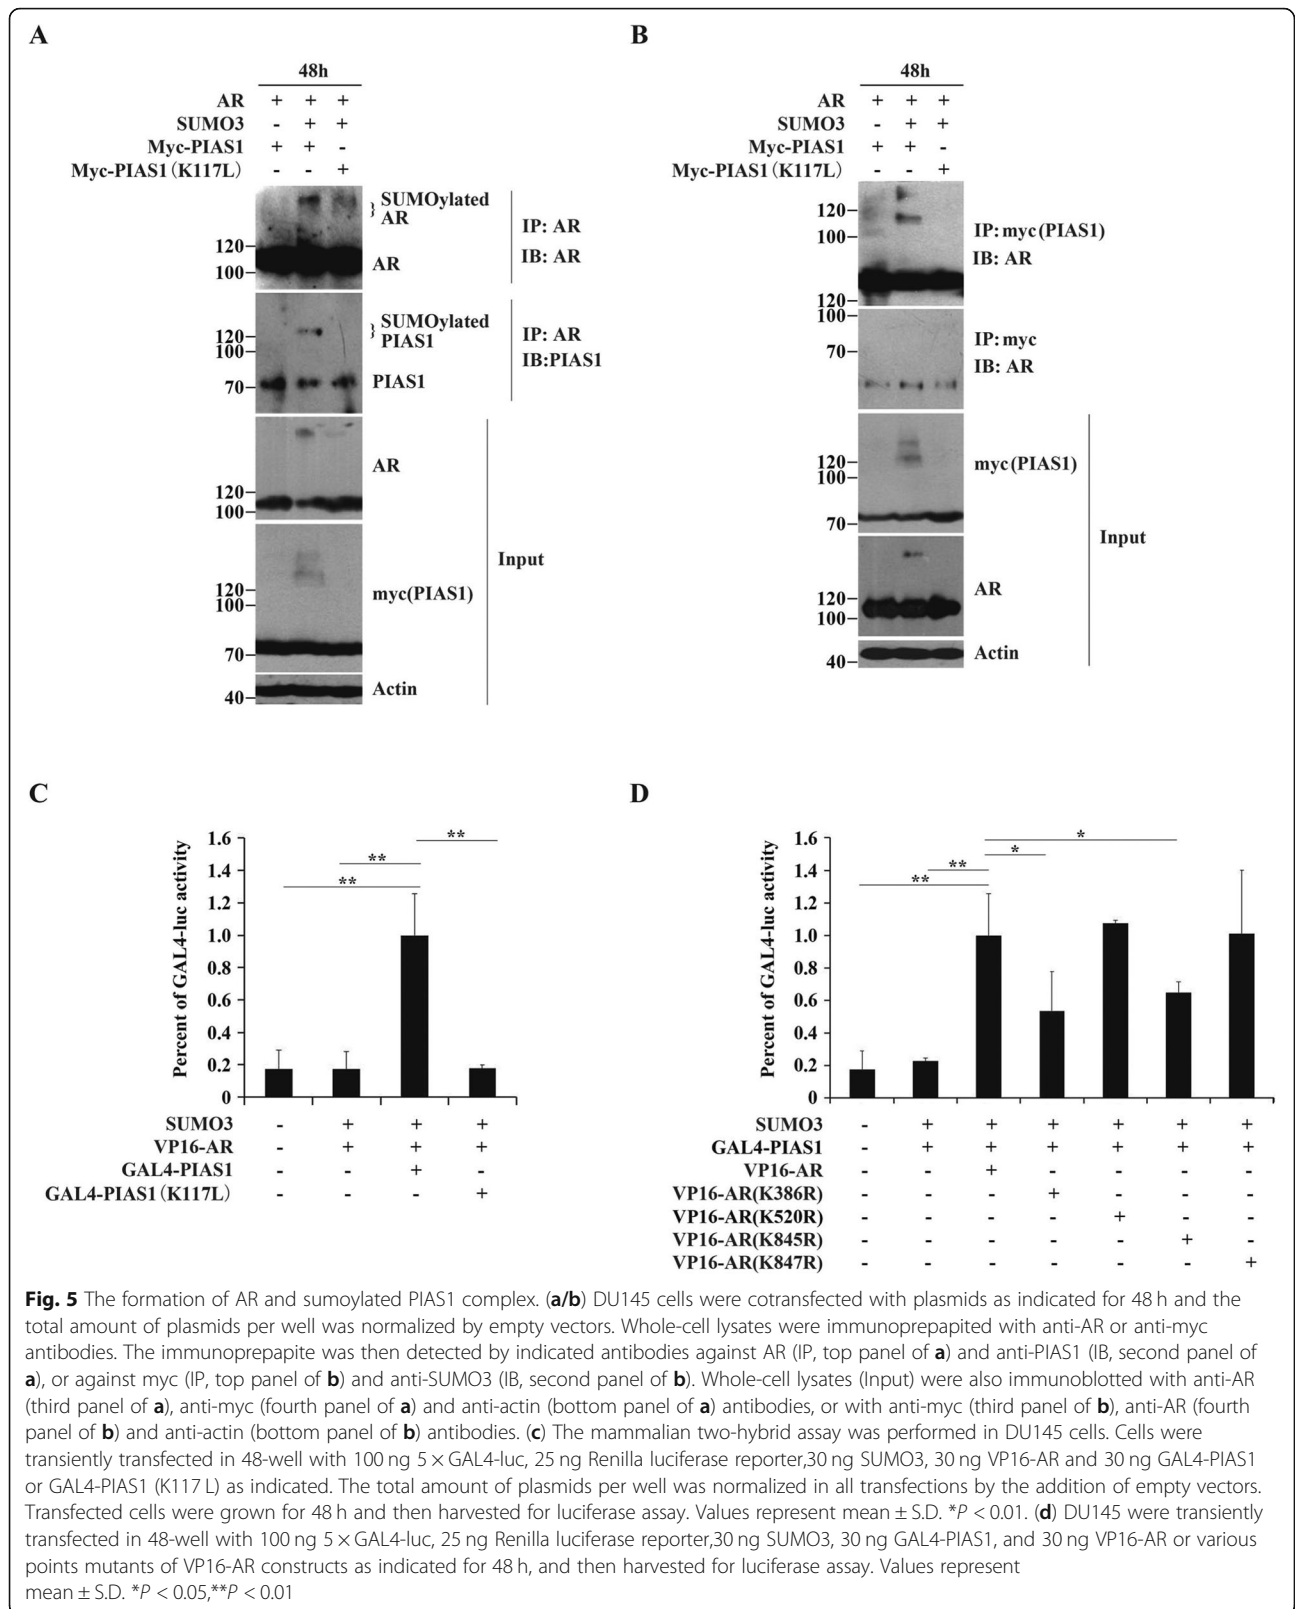 A
48h
AR + + +
SUMO3 - + +
Myc-PIAS1 + + -
Myc-PIAS1(K117L) - - +
} SUMOylated
AR
IP: AR
120
100
AR
IB: AR
} SUMOylated
PIAS1
120
100
IP: AR
IB:PIAS1
70
PIAS1
AR
120
100
Input
myc(PIAS1)
120
100
70
Actin
40
B
48h
AR + + +
SUMO3 - + +
Myc-PIAS1 + + -
Myc-PIAS1(K117L) - - +
120
100
IP: myc(PIAS1)
IB: AR
120
100
IP: myc
70
IB: AR
myc(PIAS1)
120
100
70
Input
AR
120
100
Actin
40
C
Percent of GAL4-luc activity
1.6
1.4
1.2
1.0
0.8
0.6
0.4
0.2
0
**
**
**
SUMO3 - + + +
VP16-AR - + + +
GAL4-PIAS1 - - + -
GAL4-PIAS1(K117L) - - - +
D
Percent of GAL4-luc activity
1.6
1.4
1.2
1.0
0.8
0.6
0.4
0.2
0
*
*
**
**
SUMO3 - + + + + + +
GAL4-PIAS1 - + + + + + +
VP16-AR - - + - - - -
VP16-AR(K386R) - - - + - - -
VP16-AR(K520R) - - - - + - -
VP16-AR(K845R) - - - - - + -
VP16-AR(K847R) - - - - - - +
Fig. 5 The formation of AR and sumoylated PIAS1 complex. (a/b) DU145 cells were cotransfected with plasmids as indicated for 48 h and the
total amount of plasmids per well was normalized by empty vectors. Whole-cell lysates were immunoprepapited with anti-AR or anti-myc
antibodies. The immunoprepapite was then detected by indicated antibodies against AR (IP, top panel of a) and anti-PIAS1 (IB, second panel of
a), or against myc (IP, top panel of b) and anti-SUMO3 (IB, second panel of b). Whole-cell lysates (Input) were also immunoblotted with anti-AR
(third panel of a), anti-myc (fourth panel of a) and anti-actin (bottom panel of a) antibodies, or with anti-myc (third panel of b), anti-AR (fourth
panel of b) and anti-actin (bottom panel of b) antibodies. (c) The mammalian two-hybrid assay was performed in DU145 cells. Cells were
transiently transfected in 48-well with 100 ng 5 × GAL4-luc, 25 ng Renilla luciferase reporter,30 ng SUMO3, 30 ng VP16-AR and 30 ng GAL4-PIAS1
or GAL4-PIAS1 (K117 L) as indicated. The total amount of plasmids per well was normalized in all transfections by the addition of empty vectors.
Transfected cells were grown for 48 h and then harvested for luciferase assay. Values represent mean ± S.D. *P < 0.01. (d) DU145 were transiently
transfected in 48-well with 100 ng 5 × GAL4-luc, 25 ng Renilla luciferase reporter,30 ng SUMO3, 30 ng GAL4-PIAS1, and 30 ng VP16-AR or various
points mutants of VP16-AR constructs as indicated for 48 h, and then harvested for luciferase assay. Values represent
mean ± S.D. *P < 0.05,**P < 0.01